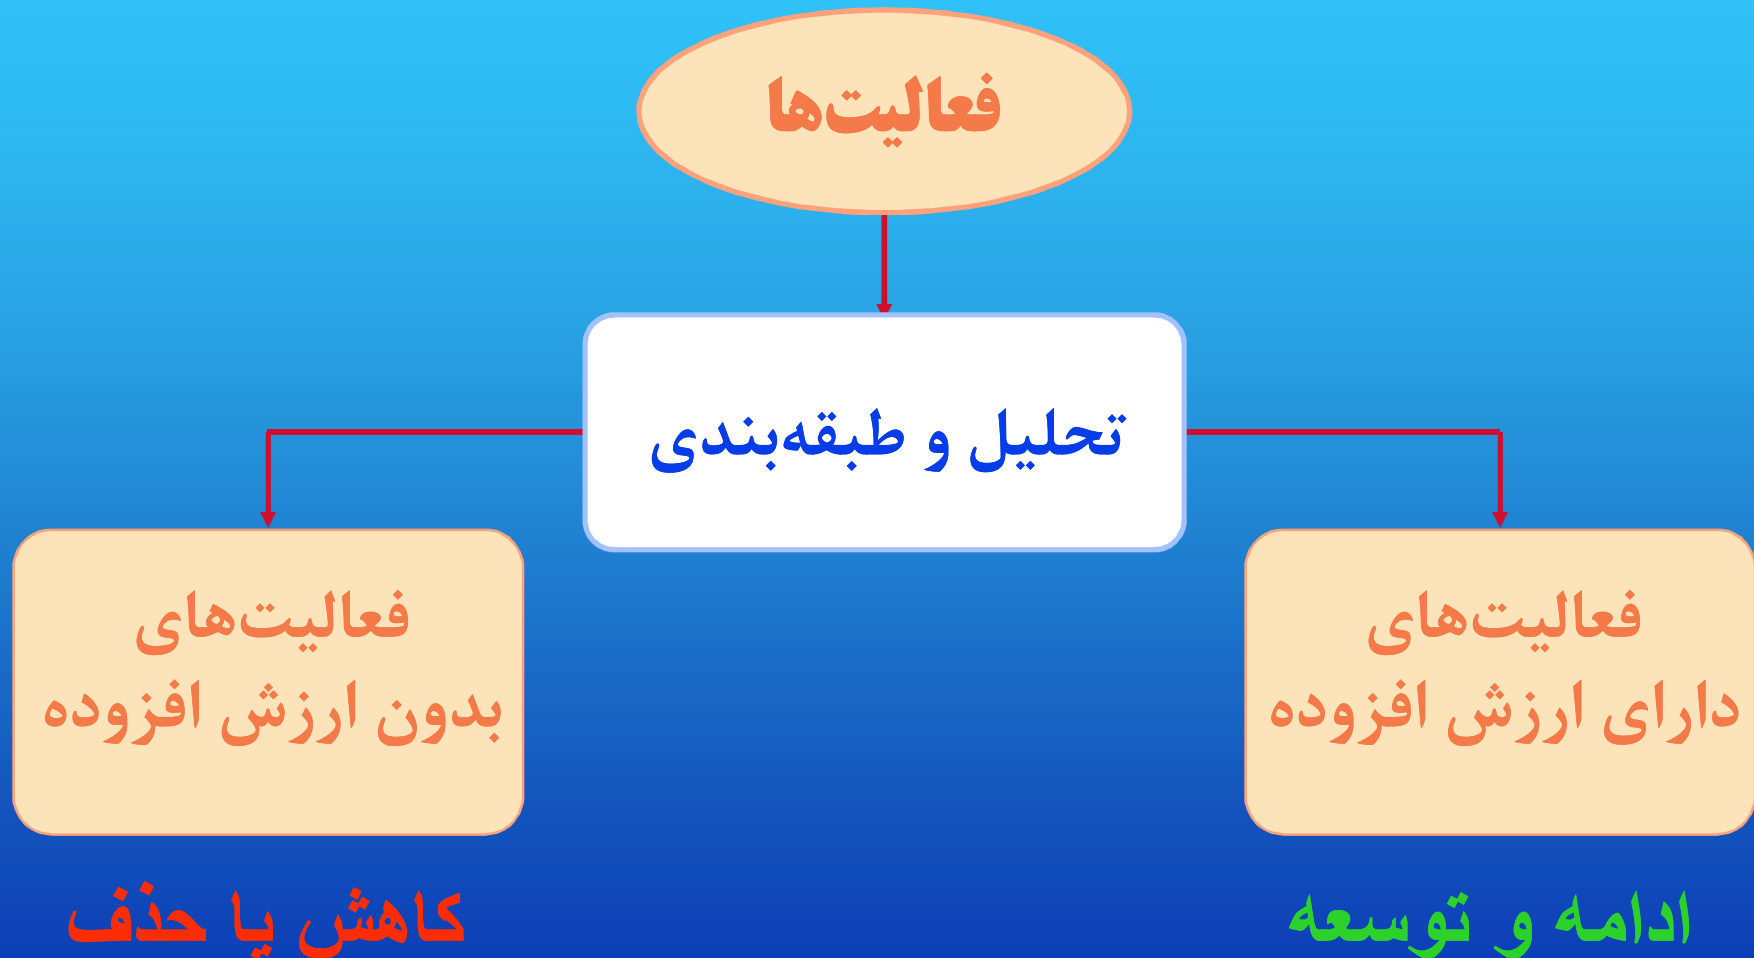 فعالیت‌ها
تحلیل و طبقه‌بندی
فعالیت‌های
دارای ارزش افزوده
فعالیت‌های
بدون ارزش افزوده
ادامه و توسعه
کاهش یا حذف